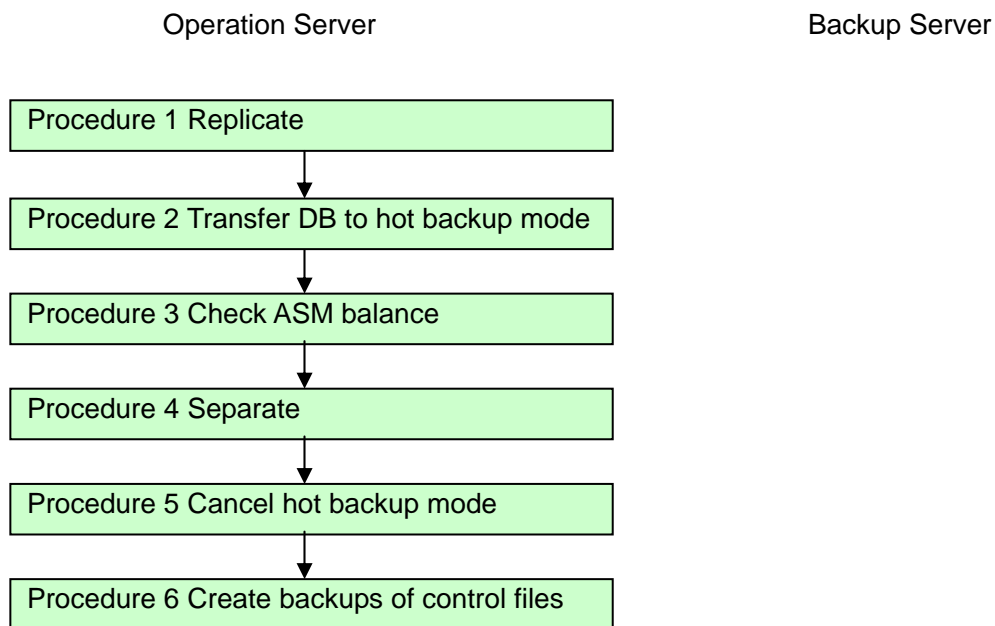 Operation Server
Backup Server
Procedure 1 Replicate
Procedure 2 Transfer DB to hot backup mode
Procedure 3 Check ASM balance
Procedure 4 Separate
Procedure 5 Cancel hot backup mode
Procedure 6 Create backups of control files